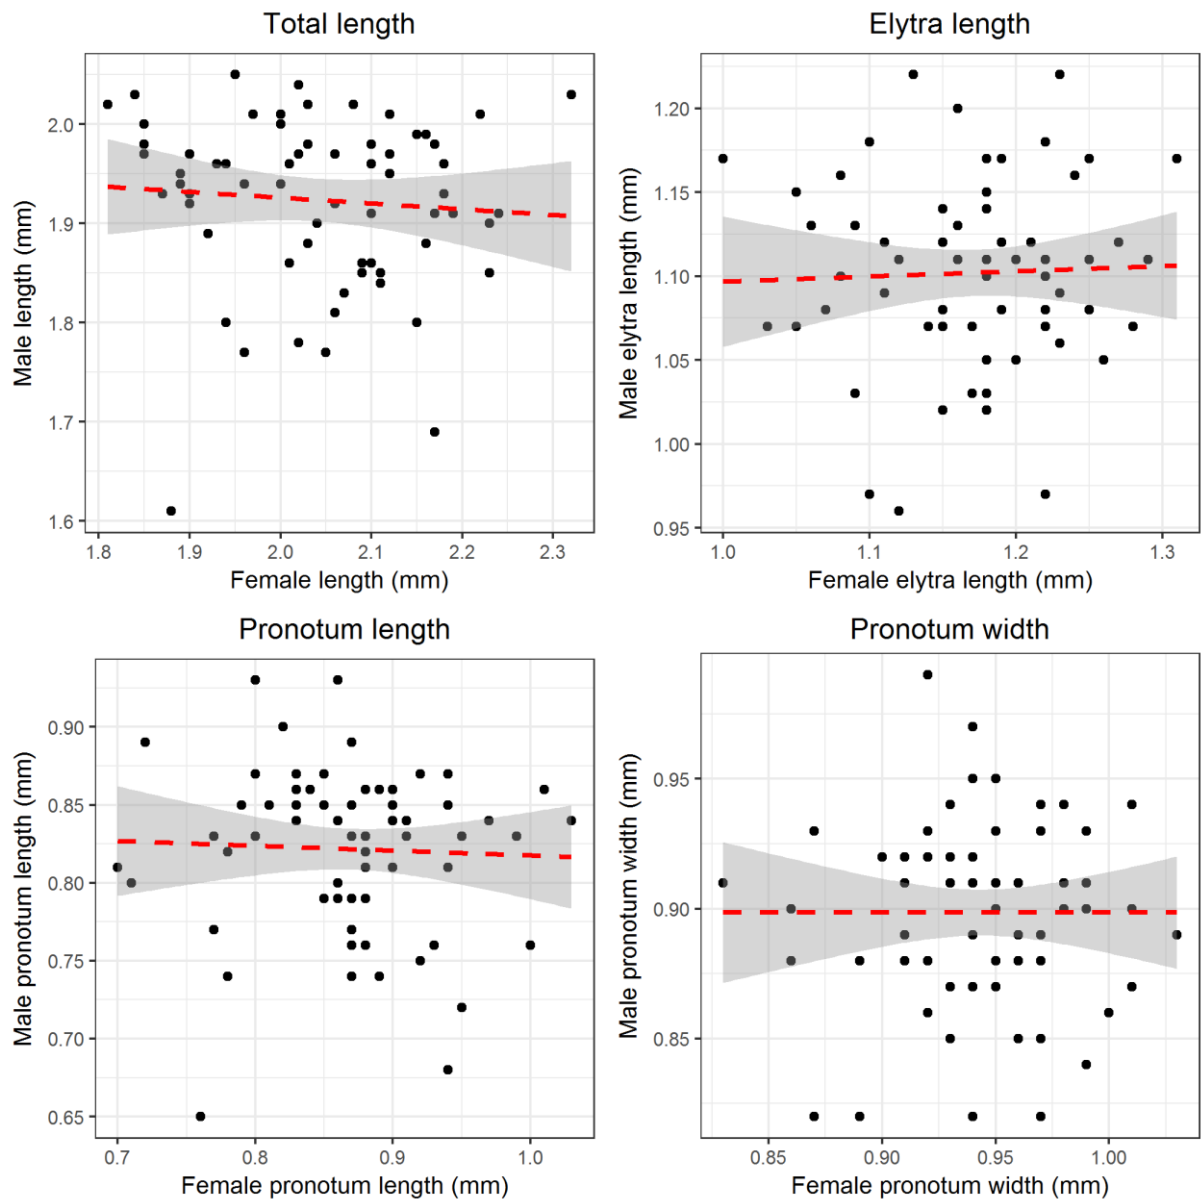 Total length
Male length (mm)
2.0
1.9
1.8
1.7
1.6
1.8 1.9 2.0 2.1 2.2 2.3
Female length (mm)
Elytra length
Male elytra length (mm)
1.20
1.15
1.10
1.05
1.00
0.95
1.0 1.1 1.2 1.3
Female elytra length (mm)
Pronotum length
Male pronotum length (mm)
0.90
0.85
0.80
0.75
0.70
0.65
0.7 0.8 0.9 1.0
Female pronotum length (mm)
Pronotum width
Male pronotum width (mm)
0.95
0.90
0.85
0.85 0.90 0.95 1.00
Female pronotum width (mm)